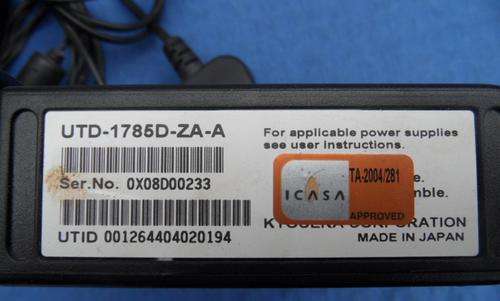 UTD-1785D-ZA-A
Ser.No. 0X08D00233
UTID 001264404020194
For applicable power supplies
see user instructions.
ICASA
TA-2004/281
APPROVED
KYOCERA CORPORATION
MADE IN JAPAN